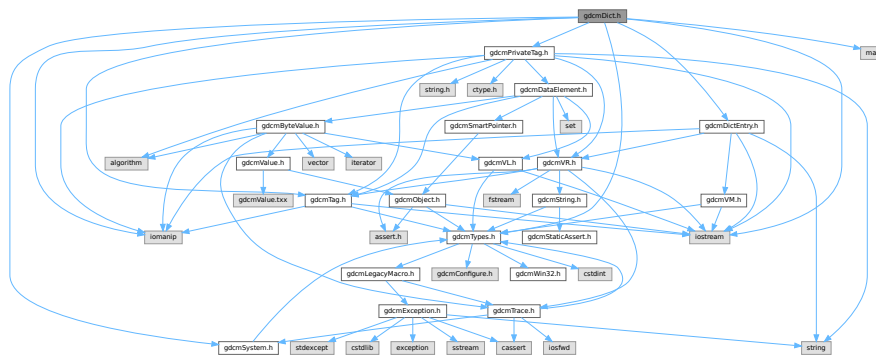 gdcmDict.h
gdcmPrivateTag.h
ma
string.h
ctype.h
gdcmDataElement.h
gdcmByteValue.h
gdcmSmartPointer.h
set
gdcmDictEntry.h
algorithm
gdcmValue.h
vector
iterator
gdcmVL.h
gdcmVR.h
gdcmValue.txx
gdcmTag.h
gdcmObject.h
fstream
gdcmString.h
gdcmVM.h
iomanip
assert.h
gdcmTypes.h
gdcmStaticAssert.h
iostream
gdcmLegacyMacro.h
gdcmConfigure.h
gdcmWin32.h
cstdint
gdcmException.h
gdcmTrace.h
gdcmSystem.h
stdexcept
cstdlib
exception
sstream
cassert
iosfwd
string